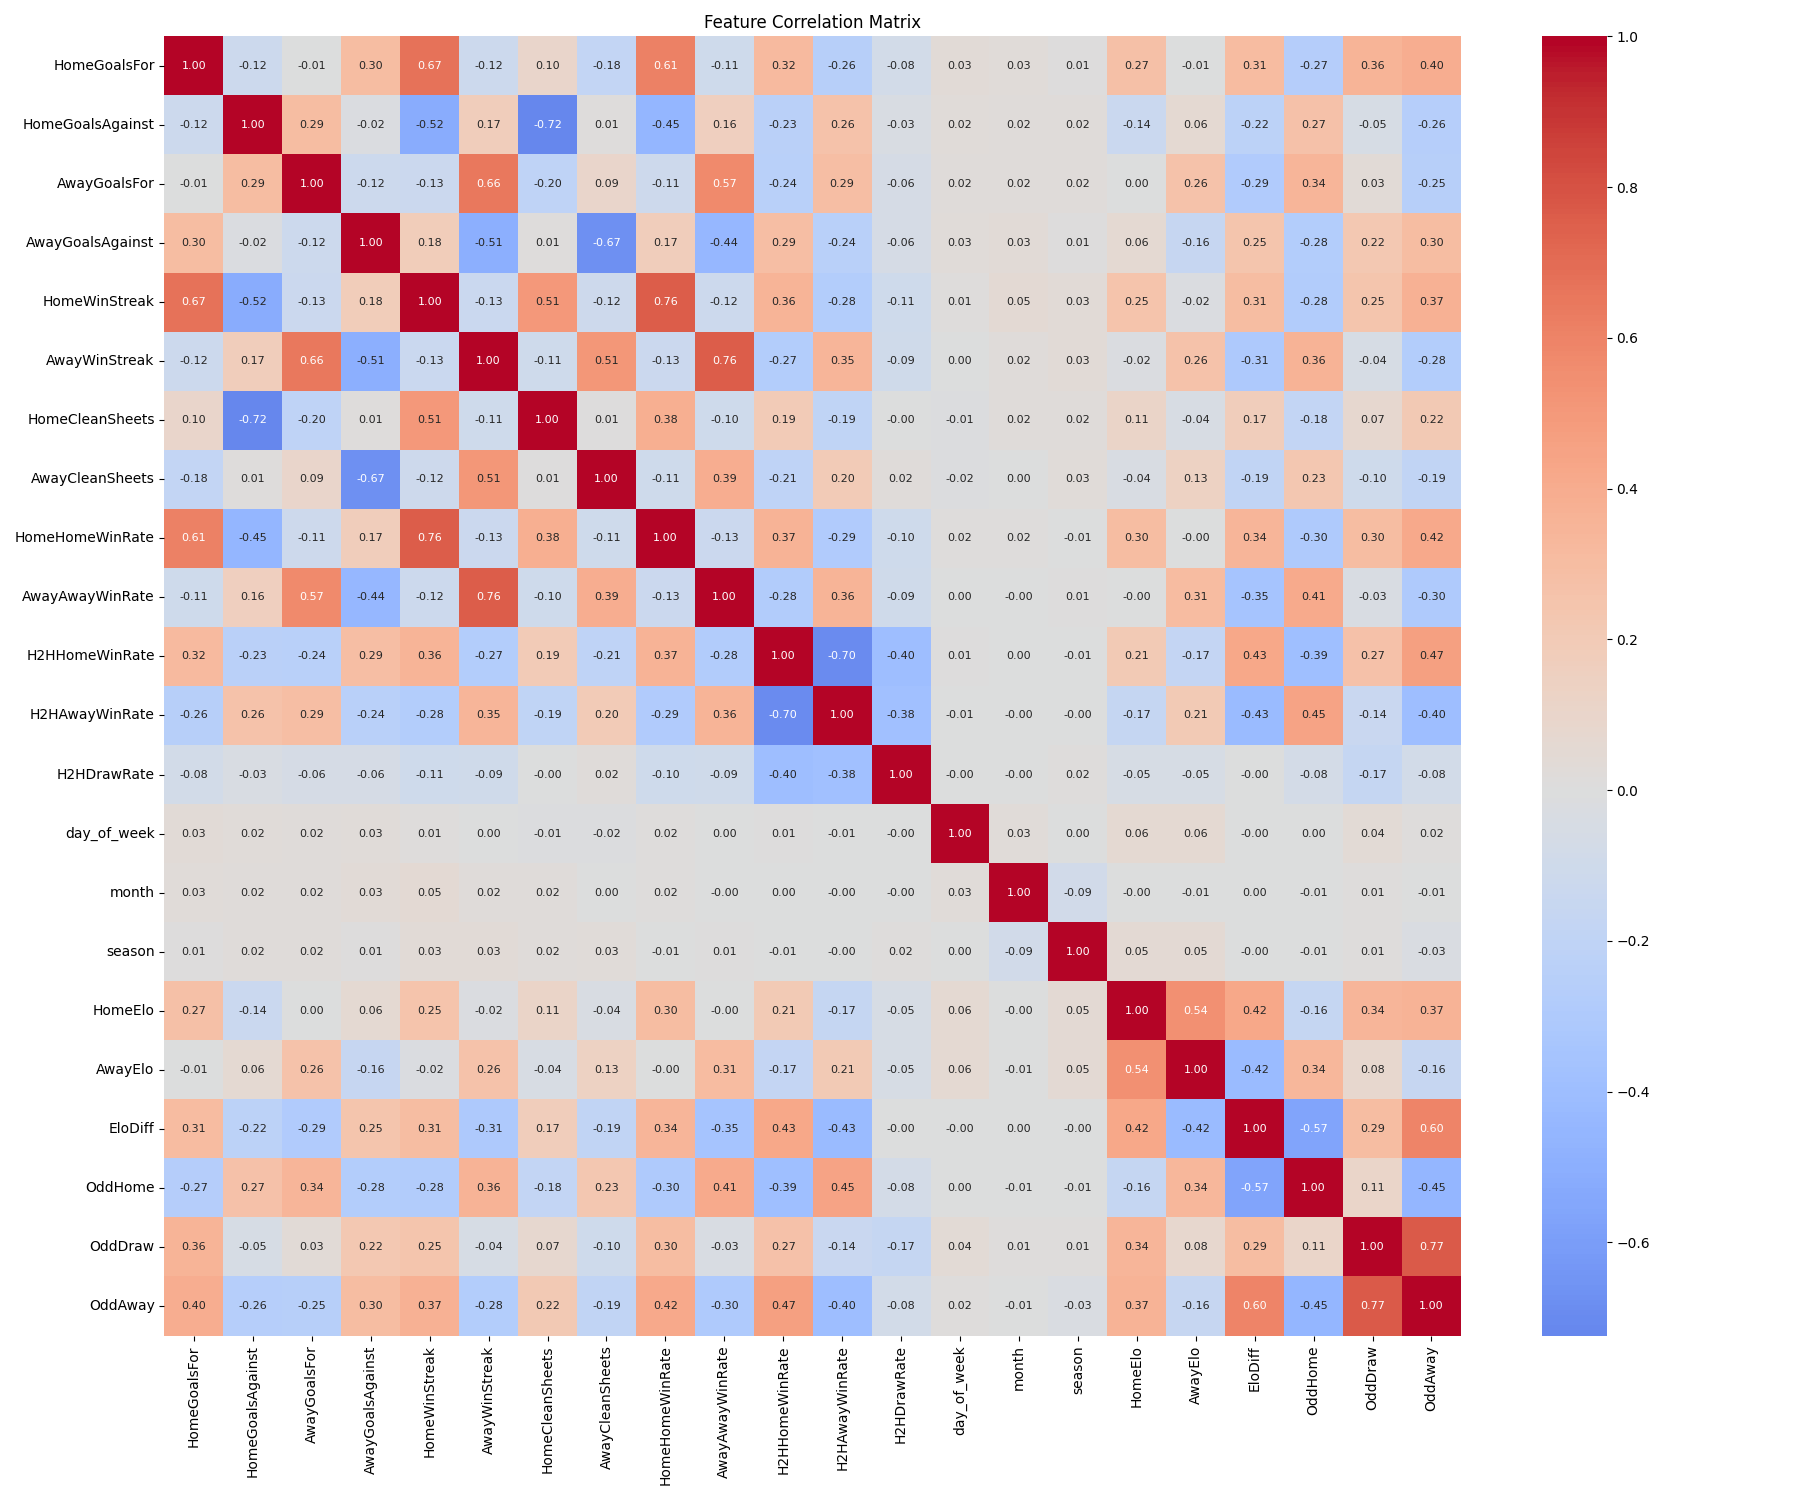 Feature Correlation Matrix
HomeGoalsFor 1.00 -0.12 -0.01 0.30 0.67 -0.12 0.10 -0.18 0.61 -0.11 0.32 -0.26 -0.08 0.03 0.03 0.01 0.27 -0.01 0.31 -0.27 0.36 0.40
HomeGoalsAgainst -0.12 1.00 0.29 -0.02 -0.52 0.17 -0.72 0.01 -0.45 0.16 -0.23 0.26 -0.03 0.02 0.02 0.02 -0.14 0.06 -0.22 0.27 -0.05 -0.26
AwayGoalsFor -0.01 0.29 1.00 -0.12 -0.13 0.66 -0.20 0.09 -0.11 0.57 -0.24 0.29 -0.06 0.02 0.02 0.02 0.00 0.26 -0.29 0.34 0.03 -0.25
AwayGoalsAgainst 0.30 -0.02 -0.12 1.00 0.18 -0.51 0.01 -0.67 0.17 -0.44 0.29 -0.24 -0.06 0.03 0.03 0.01 0.06 -0.16 0.25 -0.28 0.22 0.30
HomeWinStreak 0.67 -0.52 -0.13 0.18 1.00 -0.13 0.51 -0.12 0.76 -0.12 0.36 -0.28 -0.11 0.01 0.05 0.03 0.25 -0.02 0.31 -0.28 0.25 0.37
AwayWinStreak -0.12 0.17 0.66 -0.51 -0.13 1.00 -0.11 0.51 -0.13 0.76 -0.27 0.35 -0.09 0.00 0.02 0.03 -0.02 0.26 -0.31 0.36 -0.04 -0.28
HomeCleanSheets 0.10 -0.72 -0.20 0.01 0.51 -0.11 1.00 0.01 0.38 -0.10 0.19 -0.19 -0.00 -0.01 0.02 0.02 0.11 -0.04 0.17 -0.18 0.07 0.22
AwayCleanSheets -0.18 0.01 0.09 -0.67 -0.12 0.51 0.01 1.00 -0.11 0.39 -0.21 0.20 0.02 -0.02 0.00 0.03 -0.04 0.13 -0.19 0.23 -0.10 -0.19
HomeHomeWinRate 0.61 -0.45 -0.11 0.17 0.76 -0.13 0.38 -0.11 1.00 -0.13 0.37 -0.29 -0.10 0.02 0.02 -0.01 0.30 -0.00 0.34 -0.30 0.30 0.42
AwayAwayWinRate -0.11 0.16 0.57 -0.44 -0.12 0.76 -0.10 0.39 -0.13 1.00 -0.28 0.36 -0.09 0.00 -0.00 0.01 -0.00 0.31 -0.35 0.41 -0.03 -0.30
H2HHomeWinRate 0.32 -0.23 -0.24 0.29 0.36 -0.27 0.19 -0.21 0.37 -0.28 1.00 -0.70 -0.40 0.01 0.00 -0.01 0.21 -0.17 0.43 -0.39 0.27 0.47
H2HAwayWinRate -0.26 0.26 0.29 -0.24 -0.28 0.35 -0.19 0.20 -0.29 0.36 -0.70 1.00 -0.38 -0.01 -0.00 -0.00 -0.17 0.21 -0.43 0.45 -0.14 -0.40
H2HDrawRate -0.08 -0.03 -0.06 -0.06 -0.11 -0.09 -0.00 0.02 -0.10 -0.09 -0.40 -0.38 1.00 -0.00 -0.00 0.02 -0.05 -0.05 -0.00 -0.08 -0.17 -0.08
day_of_week 0.03 0.02 0.02 0.03 0.01 0.00 -0.01 -0.02 0.02 0.00 0.01 -0.01 -0.00 1.00 0.03 0.00 0.06 0.06 -0.00 0.00 0.04 0.02
month 0.03 0.02 0.02 0.03 0.05 0.02 0.02 0.00 0.02 -0.00 0.00 -0.00 -0.00 0.03 1.00 -0.09 -0.00 -0.01 0.00 -0.01 0.01 -0.01
season 0.01 0.02 0.02 0.01 0.03 0.03 0.02 0.03 -0.01 0.01 -0.01 -0.00 0.02 0.00 -0.09 1.00 0.05 0.05 -0.00 -0.01 0.01 -0.03
HomeElo 0.27 -0.14 0.00 0.06 0.25 -0.02 0.11 -0.04 0.30 -0.00 0.21 -0.17 -0.05 0.06 -0.00 0.05 1.00 0.54 0.42 -0.16 0.34 0.37
AwayElo -0.01 0.06 0.26 -0.16 -0.02 0.26 -0.04 0.13 -0.00 0.31 -0.17 0.21 -0.05 0.06 -0.01 0.05 0.54 1.00 -0.42 0.34 0.08 -0.16
EloDiff 0.31 -0.22 -0.29 0.25 0.31 -0.31 0.17 -0.19 0.34 -0.35 0.43 -0.43 -0.00 -0.00 0.00 -0.00 0.42 -0.42 1.00 -0.57 0.29 0.60
OddHome -0.27 0.27 0.34 -0.28 -0.28 0.36 -0.18 0.23 -0.30 0.41 -0.39 0.45 -0.08 0.00 -0.01 -0.01 -0.16 0.34 -0.57 1.00 0.11 -0.45
OddDraw 0.36 -0.05 0.03 0.22 0.25 -0.04 0.07 -0.10 0.30 -0.03 0.27 -0.14 -0.17 0.04 0.01 0.01 0.34 0.08 0.29 0.11 1.00 0.77
OddAway 0.40 -0.26 -0.25 0.30 0.37 -0.28 0.22 -0.19 0.42 -0.30 0.47 -0.40 -0.08 0.02 -0.01 -0.03 0.37 -0.16 0.60 -0.45 0.77 1.00
HomeGoalsFor
HomeGoalsAgainst
AwayGoalsFor
AwayGoalsAgainst
HomeWinStreak
AwayWinStreak
HomeCleanSheets
AwayCleanSheets
HomeHomeWinRate
AwayAwayWinRate
H2HHomeWinRate
H2HAwayWinRate
H2HDrawRate
day_of_week
month
season
HomeElo
AwayElo
EloDiff
OddHome
OddDraw
OddAway
1.0
0.8
0.6
0.4
0.2
0.0
−0.2
−0.4
−0.6